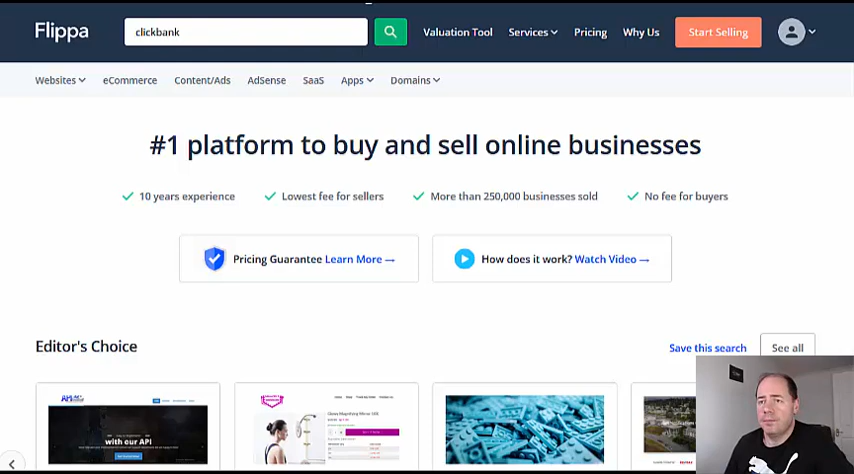 Flippa
clickbank
Valuation Tool
Services
Pricing
Why Us
Start Selling
Websites
eCommerce
Content/Ads
AdSense
SaaS
Apps
Domains
#1 platform to buy and sell online businesses
10 years experience
Lowest fee for sellers
More than 250,000 businesses sold
No fee for buyers
Pricing Guarantee Learn More →
How does it work? Watch Video →
Editor's Choice
Save this search
See all
with our API